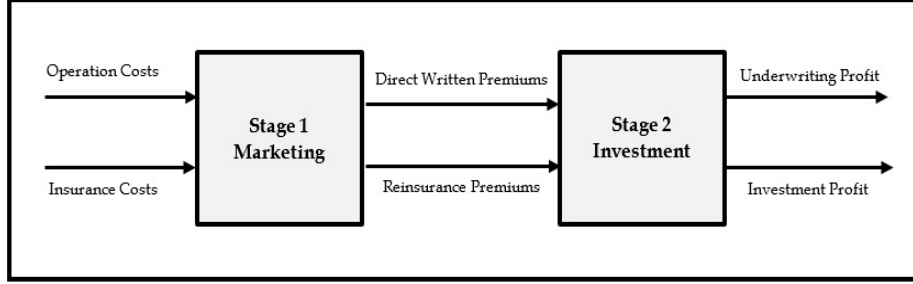 Operation Costs
Insurance Costs
Stage 1
Marketing
Direct Written Premiums
Reinsurance Premiums
Stage 2
Investment
Underwriting Profit
Investment Profit